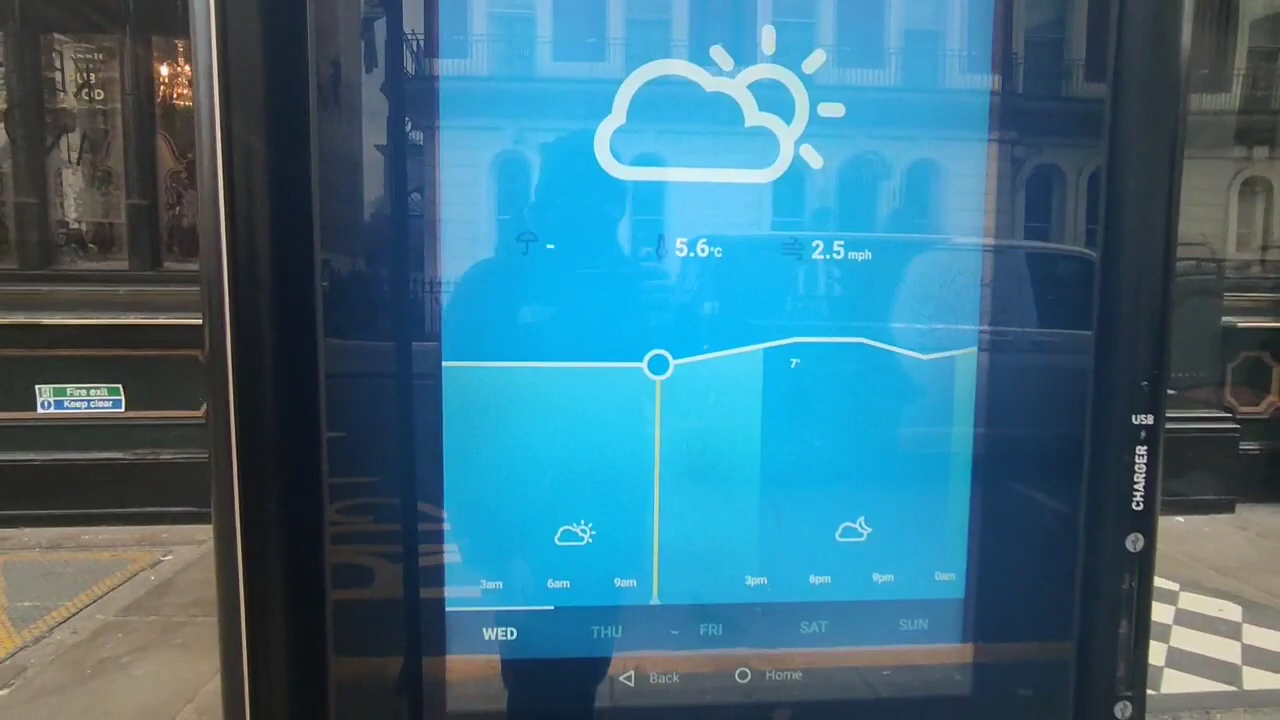 - 5.6°C 2.5 mph
7°
3am 6am 9am 3pm 6pm 9pm 0am
WED THU FRI SAT SUN
Back Home
Fire exit
Keep clear
USB
CHARGER